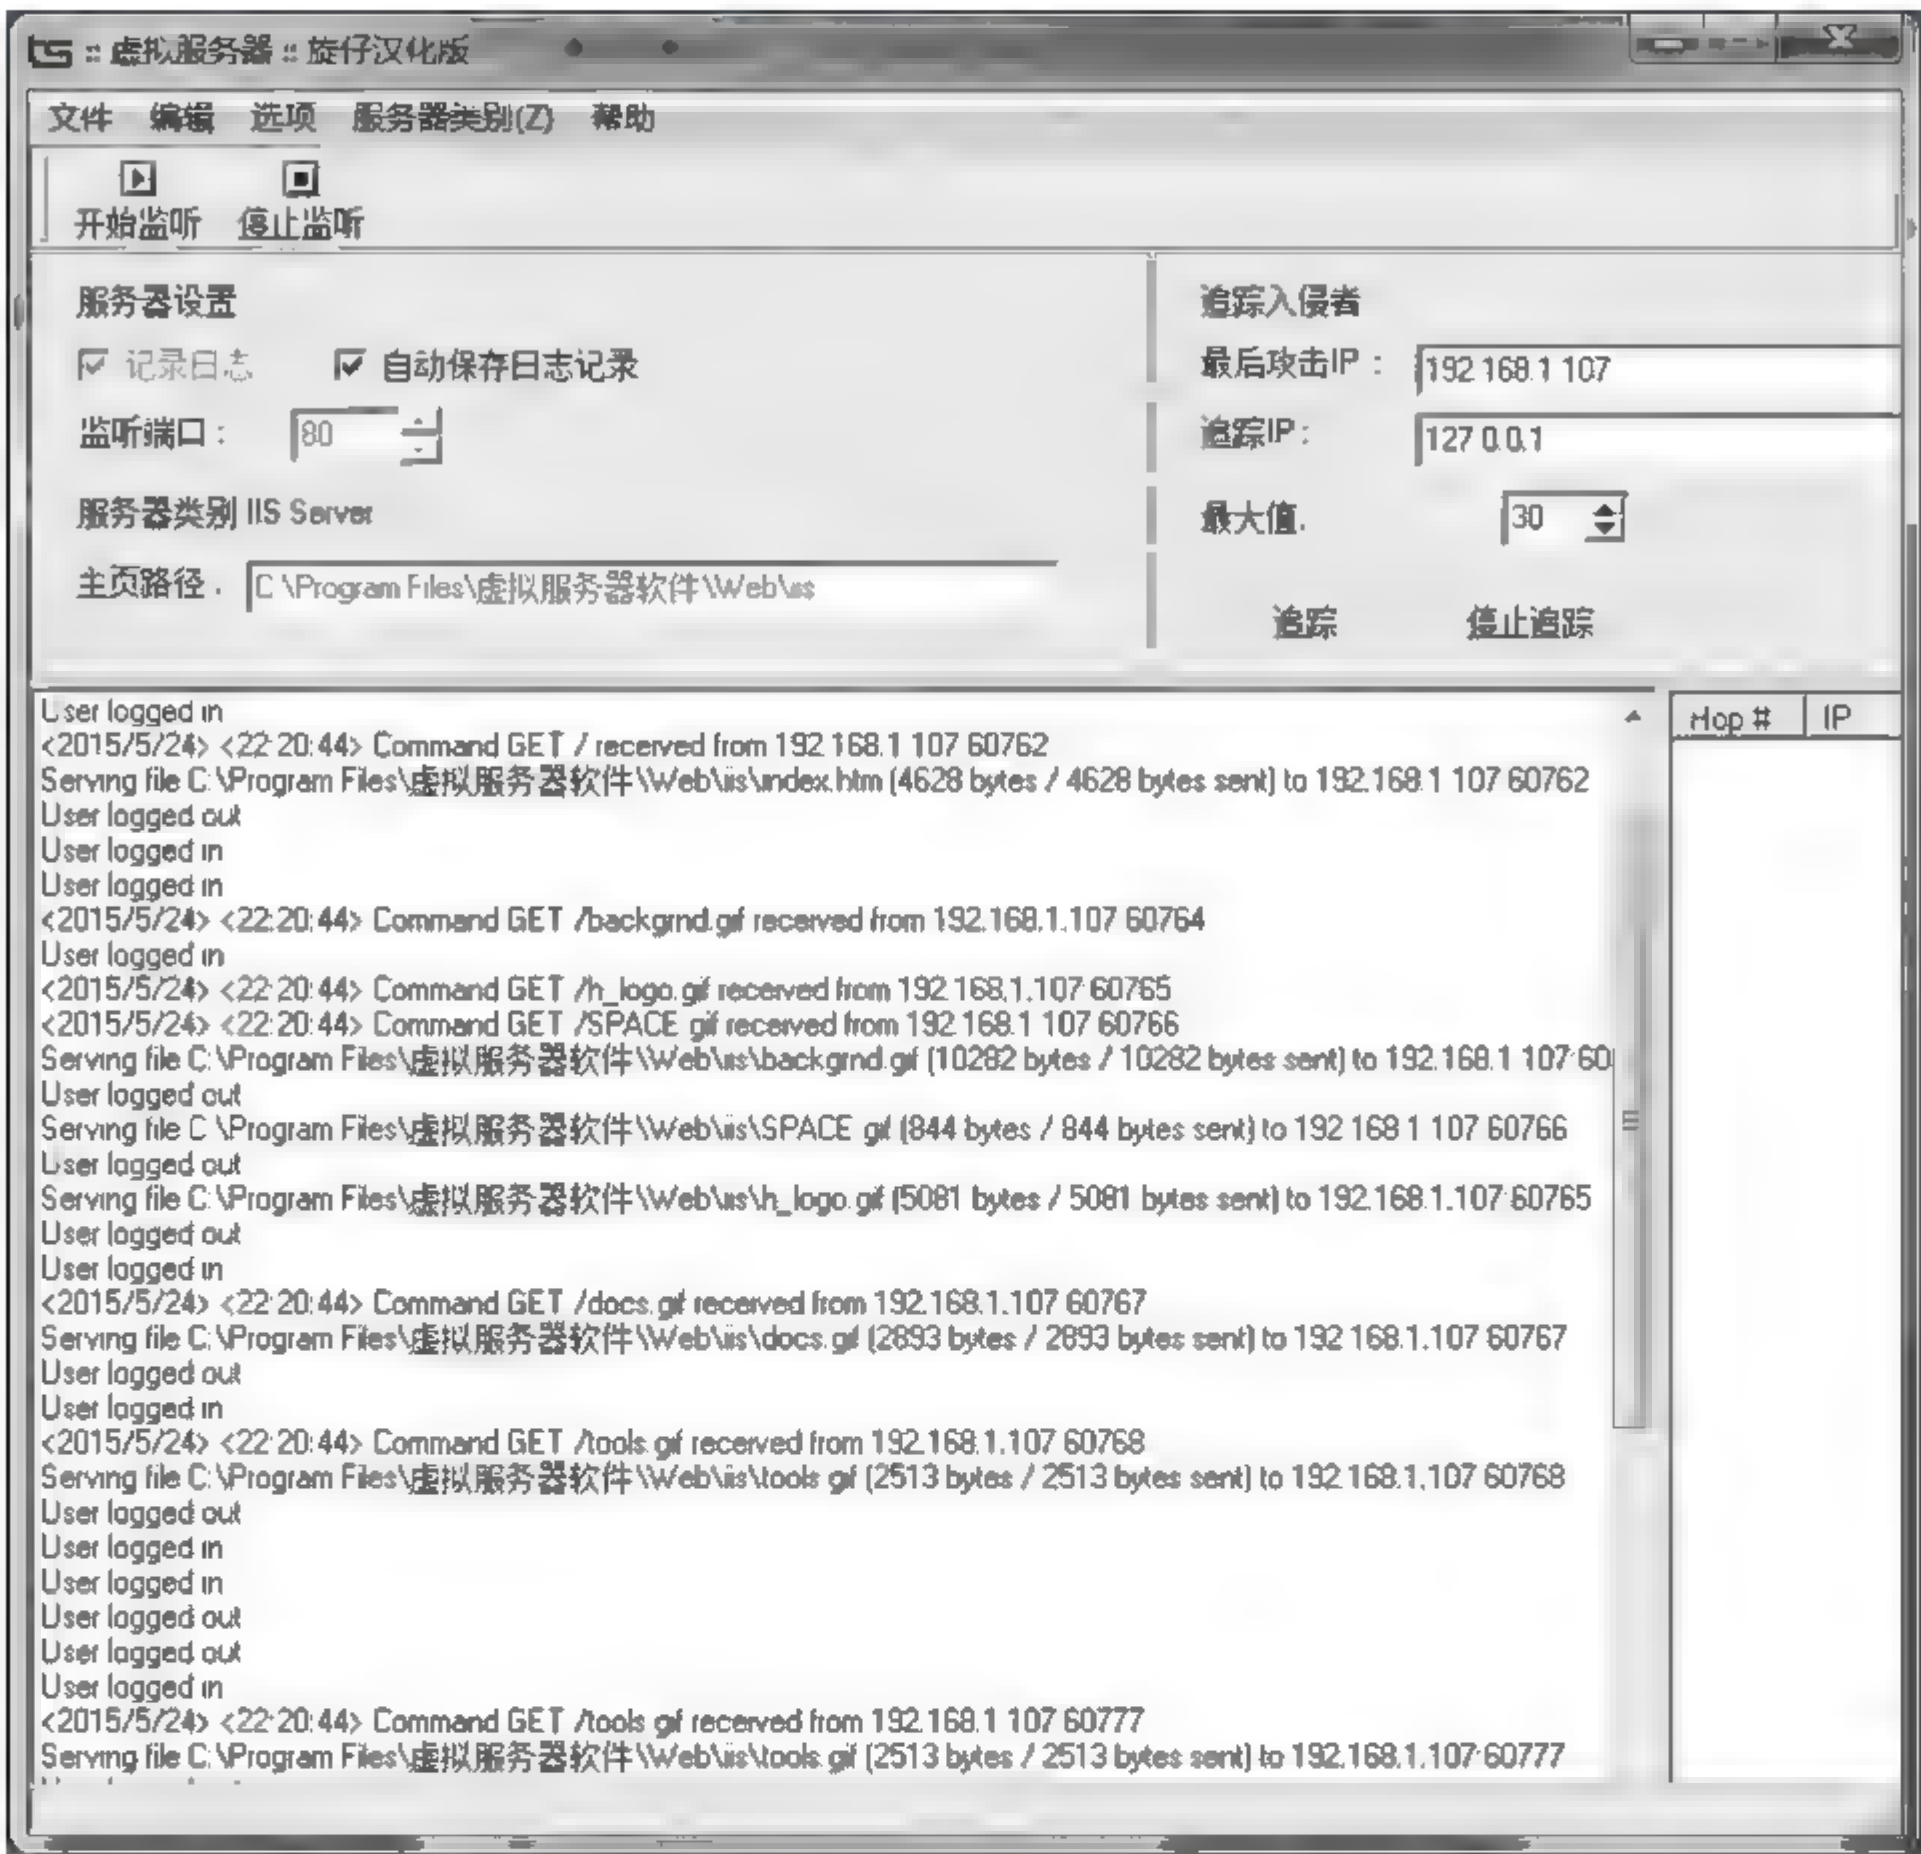 ts :: 虚拟服务器 :: 旋仔汉化版
文件 编辑 选项 服务器类别(Z) 帮助
开始监听 停止监听
服务器设置
记录日志 自动保存日志记录
监听端口: 80
服务器类别 IIS Server
主页路径. C \Program Files\虚拟服务器软件\Web\iis
追踪入侵者
最后攻击IP: 192 168.1 107
追踪IP: 127 0.0.1
最大值. 30
追踪 停止追踪
Hop # IP
User logged in
<2015/5/24> <22 20:44> Command GET / received from 192 168.1 107 60762
Serving file C:\Program Files\虚拟服务器软件\Web\iis\index.htm (4628 bytes / 4628 bytes sent) to 192.168.1 107 60762
User logged out
User logged in
User logged in
<2015/5/24> <22:20:44> Command GET /backgrnd.gif received from 192.168.1.107 60764
User logged in
<2015/5/24> <22 20:44> Command GET /h_logo.gif received from 192 168.1.107 60765
<2015/5/24> <22:20:44> Command GET /SPACE gif received from 192 168.1 107 60766
Serving file C:\Program Files\虚拟服务器软件\Web\iis\backgrnd.gif (10282 bytes / 10282 bytes sent) to 192.168.1 107:60
User logged out
Serving file C \Program Files\虚拟服务器软件\Web\iis\SPACE gif (844 bytes / 844 bytes sent) to 192 168 1 107 60766
User logged out
Serving file C:\Program Files\虚拟服务器软件\Web\iis\h_logo.gif (5081 bytes / 5081 bytes sent) to 192.168.1.107 60765
User logged out
User logged in
<2015/5/24> <22 20:44> Command GET /docs.gif received from 192.168.1.107 60767
Serving file C:\Program Files\虚拟服务器软件\Web\iis\docs.gif (2893 bytes / 2893 bytes sent) to 192 168.1.107 60767
User logged out
User logged in
<2015/5/24> <22 20:44> Command GET /tools.gif received from 192.168.1.107 60768
Serving file C:\Program Files\虚拟服务器软件\Web\iis\tools gif (2513 bytes / 2513 bytes sent) to 192 168.1.107 60768
User logged out
User logged in
User logged in
User logged out
User logged out
User logged in
<2015/5/24> <22:20:44> Command GET /tools gif received from 192.168.1 107 60777
Serving file C:\Program Files\虚拟服务器软件\Web\iis\tools.gif (2513 bytes / 2513 bytes sent) to 192.168.1.107:60777